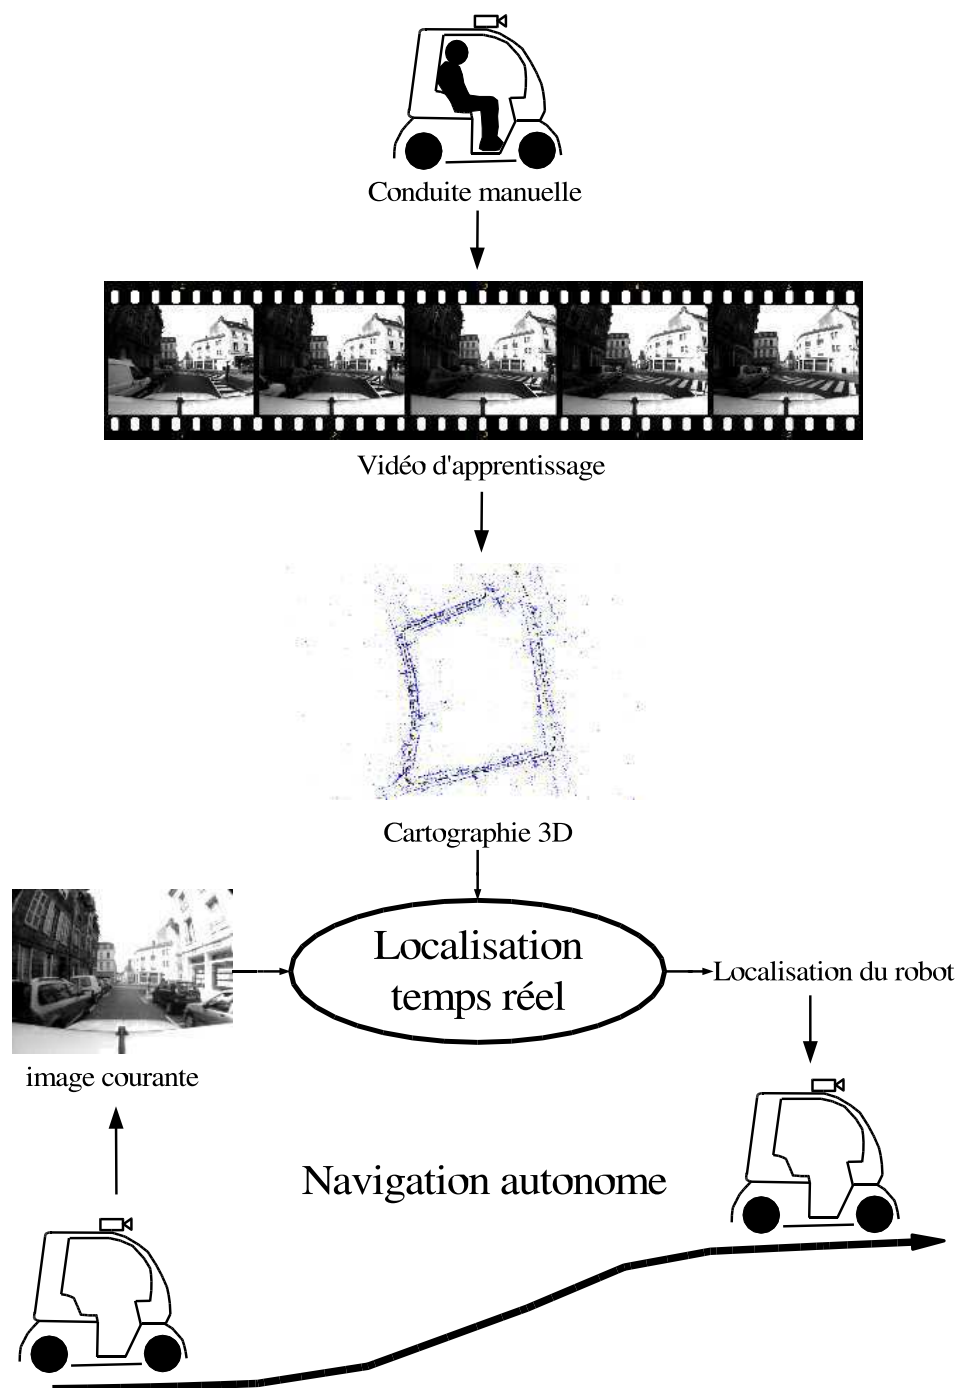 Conduite manuelle
Vidéo d'apprentissage
Cartographie 3D
Localisation
temps réel
Localisation du robot
image courante
Navigation autonome